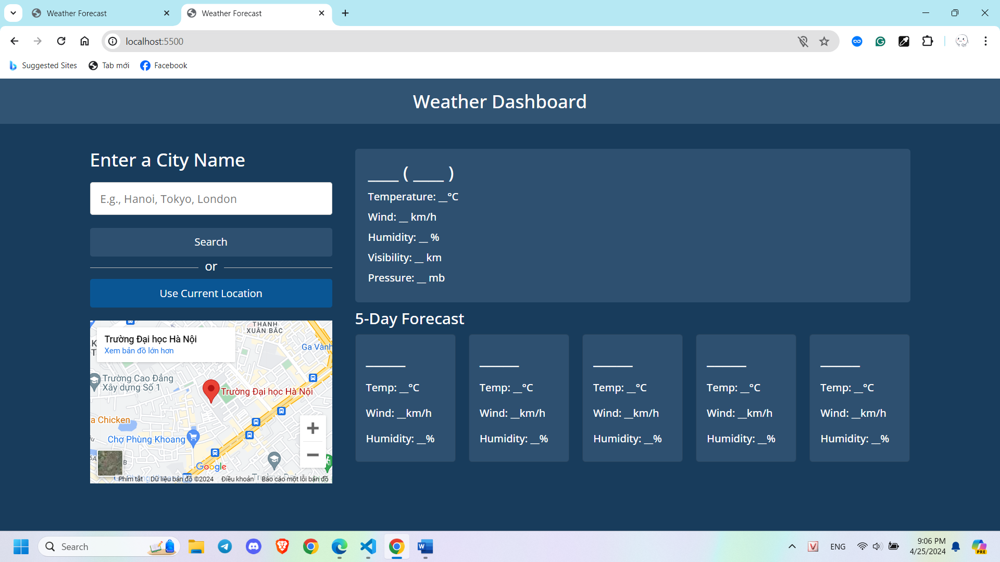 Weather Forecast
Weather Forecast
localhost:5500
Suggested Sites
Tab mới
Facebook
Weather Dashboard
Enter a City Name
E.g., Hanoi, Tokyo, London
Search
or
Use Current Location
____ ( ____ )
Temperature: __°C
Wind: __ km/h
Humidity: __ %
Visibility: __ km
Pressure: __ mb
5-Day Forecast
______
Temp: __°C
Wind: __km/h
Humidity: __%
______
Temp: __°C
Wind: __km/h
Humidity: __%
______
Temp: __°C
Wind: __km/h
Humidity: __%
______
Temp: __°C
Wind: __km/h
Humidity: __%
______
Temp: __°C
Wind: __km/h
Humidity: __%
THANH
XUÂN BẮC
Trường Đại học Hà Nội
Xem bản đồ lớn hơn
K
T
Ga Vành
Trường Cao Đẳng
Xây dựng Số 1
Trường Đại học Hà Nội
a Chicken
Chợ Phùng Khoang
B
Google
Phím tắt
Dữ liệu bản đồ ©2024
Điều khoản
Báo cáo một lỗi bản đồ
Search
ENG
9:06 PM
4/25/2024
PRE